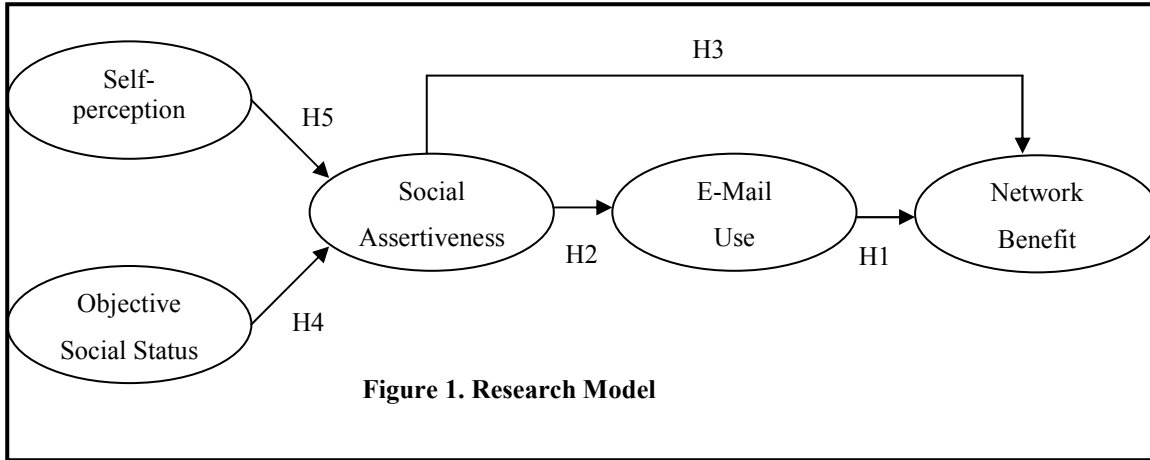 H3
Self-
perception
H5
Social
Assertiveness
E-Mail
Use
Network
Benefit
H2
H1
Objective
Social Status
H4
Figure 1. Research Model